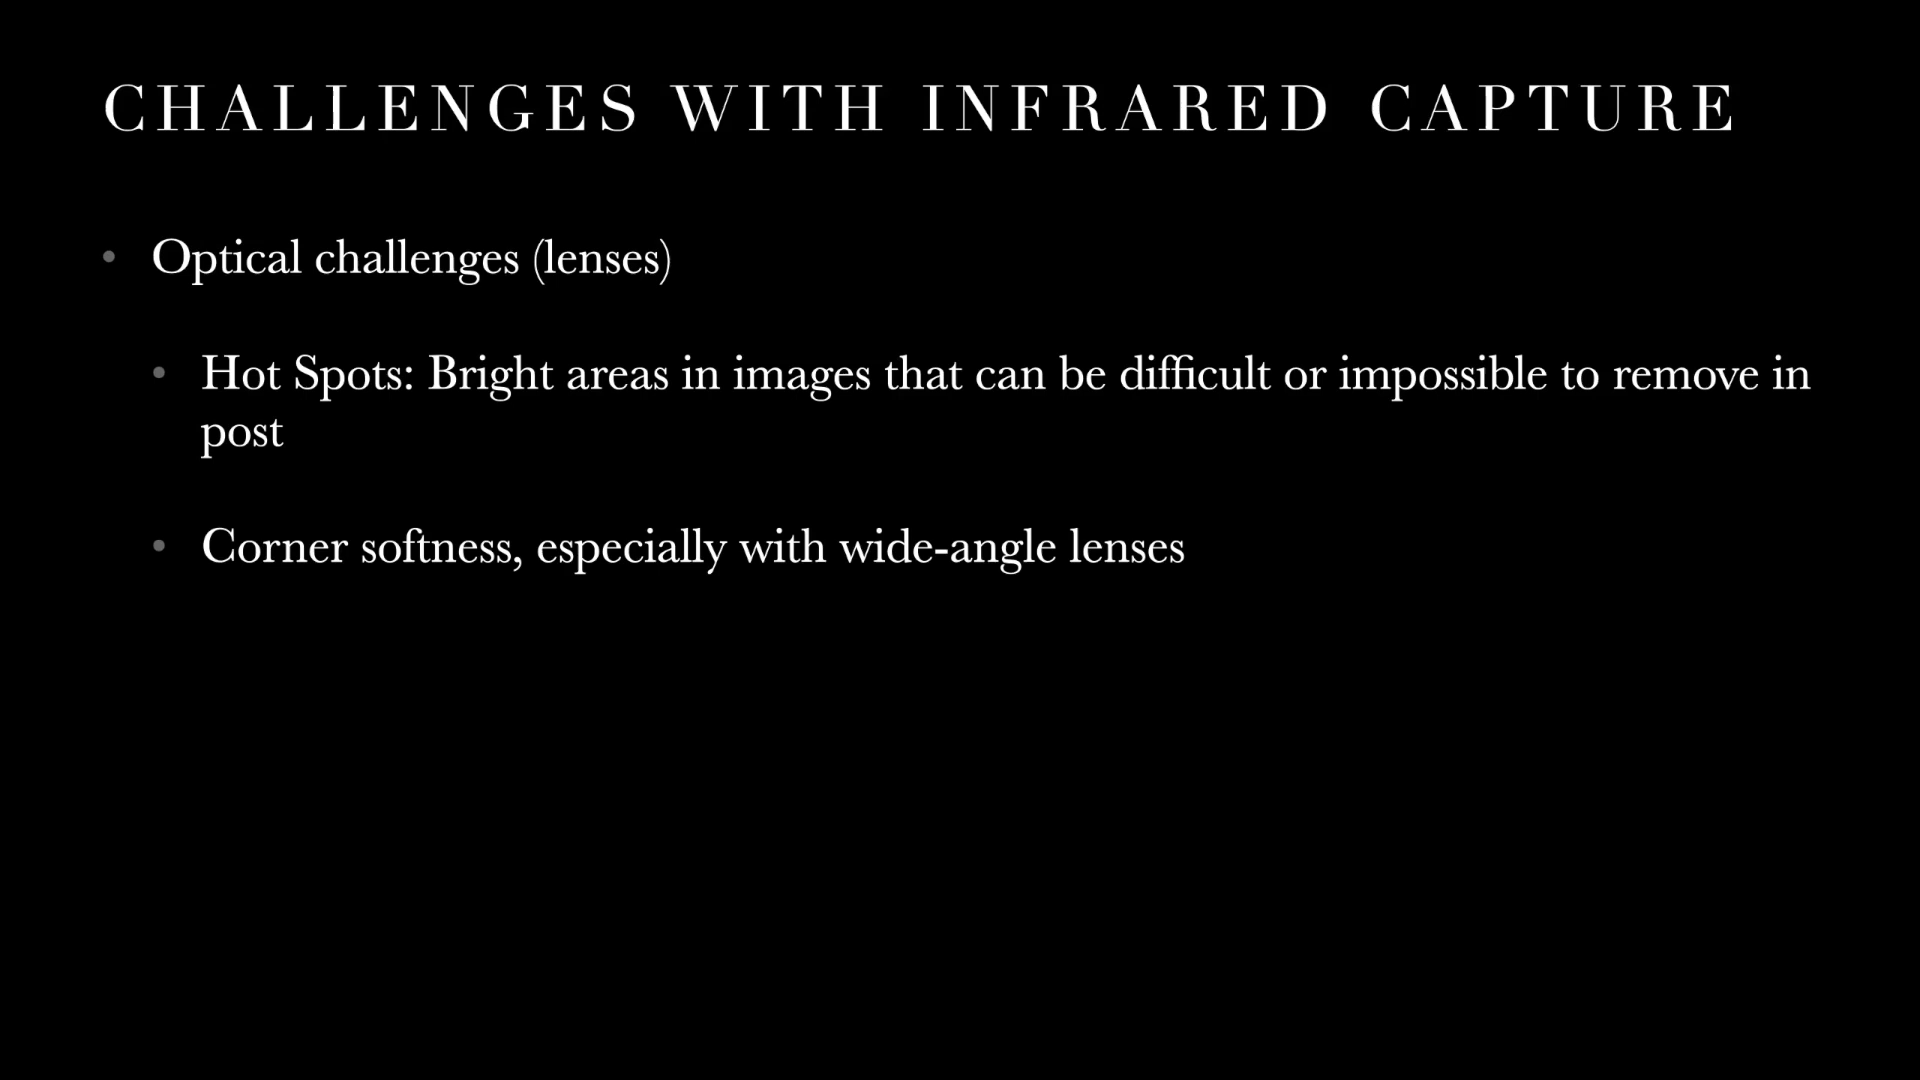 CHALLENGES WITH INFRARED CAPTURE
• Optical challenges (lenses)
• Hot Spots: Bright areas in images that can be difficult or impossible to remove in
post
• Corner softness, especially with wide-angle lenses